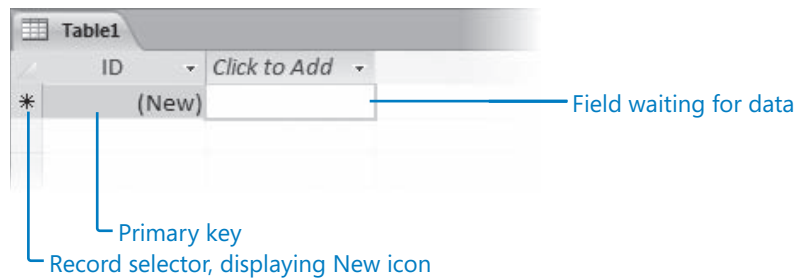 Table1
ID Click to Add
* (New)
Field waiting for data
Primary key
Record selector, displaying New icon